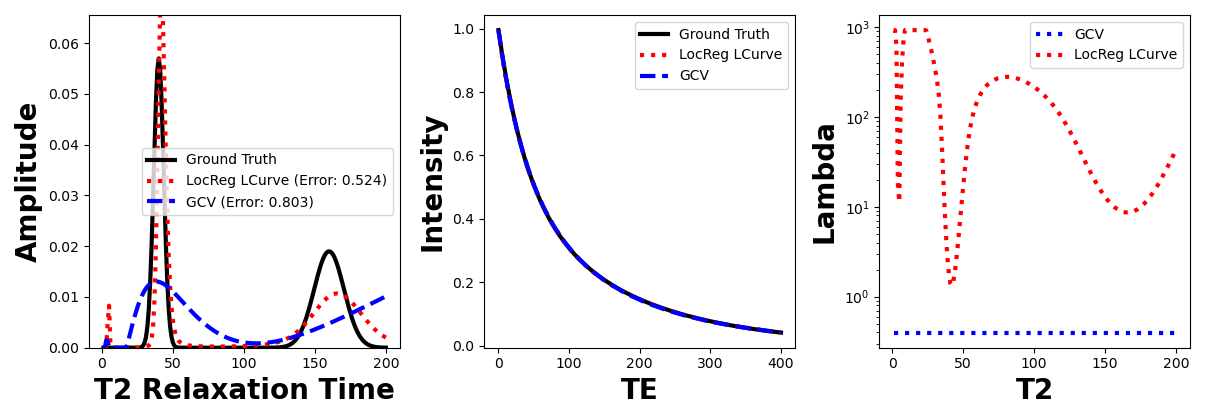 Amplitude
0.06
0.05
0.04
0.03
0.02
0.01
0.00
Ground Truth
LocReg LCurve (Error: 0.524)
GCV (Error: 0.803)
0 50 100 150 200
T2 Relaxation Time
Intensity
1.0
0.8
0.6
0.4
0.2
0.0
Ground Truth
LocReg LCurve
GCV
0 100 200 300 400
TE
Lambda
10³
10²
10¹
10⁰
GCV
LocReg LCurve
0 50 100 150 200
T2